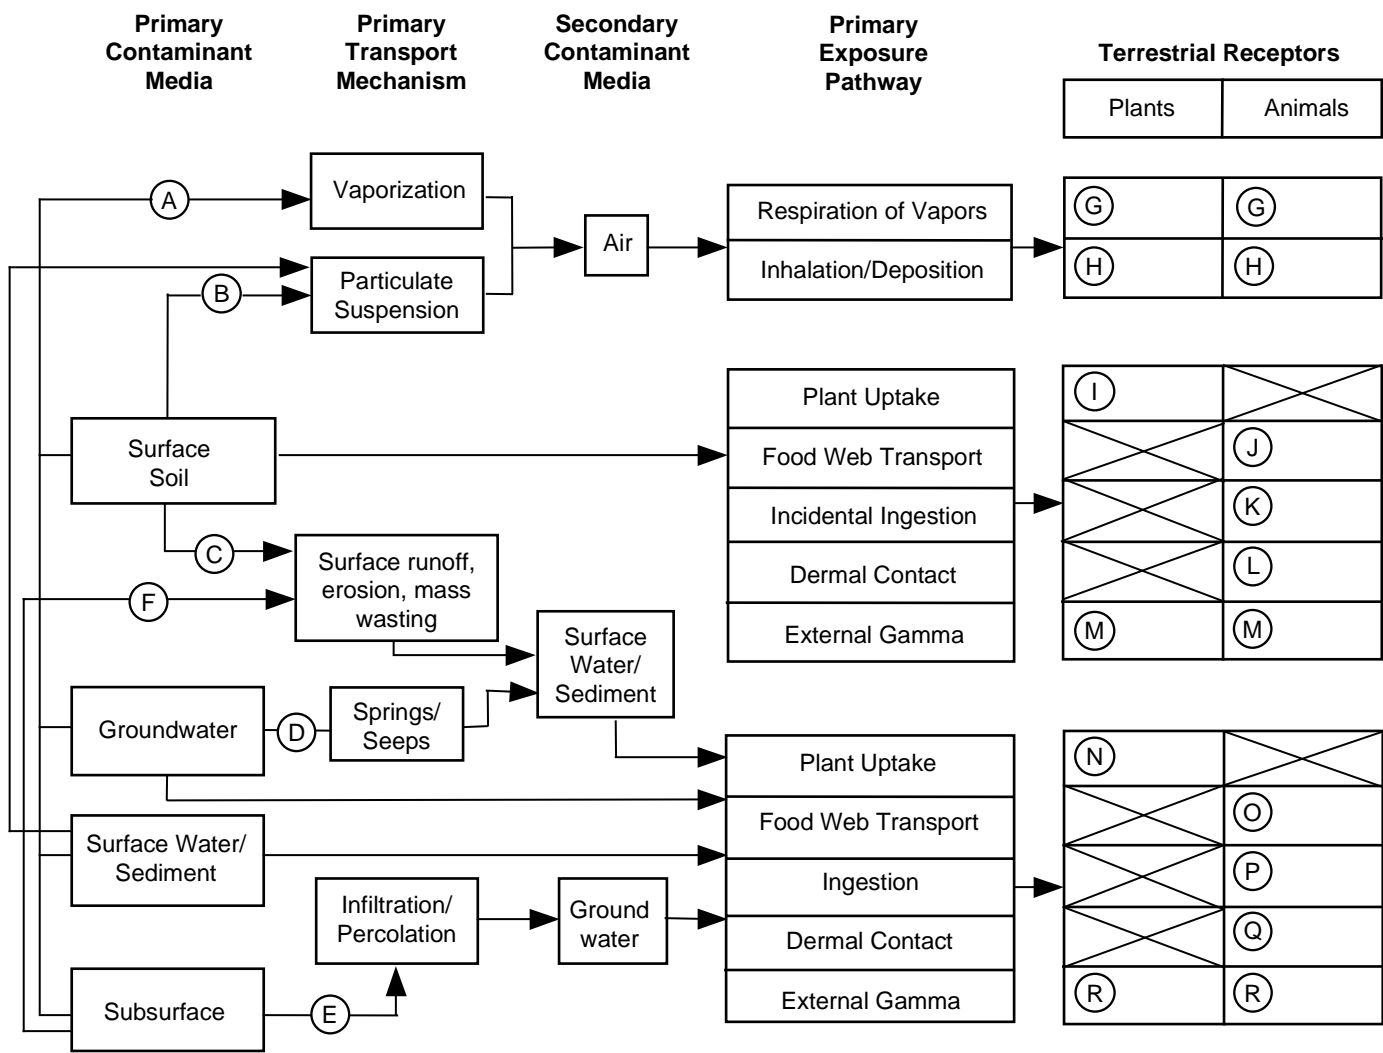 Primary
Contaminant
Media
Primary
Transport
Mechanism
Secondary
Contaminant
Media
Primary
Exposure
Pathway
Terrestrial Receptors
Plants
Animals
A
Vaporization
Respiration of Vapors
G
G
Air
B
Particulate
Suspension
Inhalation/Deposition
H
H
Plant Uptake
I
Surface
Soil
Food Web Transport
J
Incidental Ingestion
K
C
Surface runoff,
erosion, mass
wasting
Dermal Contact
L
F
External Gamma
M
M
Surface
Water/
Sediment
Groundwater
D
Springs/
Seeps
Plant Uptake
N
Food Web Transport
O
Surface Water/
Sediment
Ingestion
P
Infiltration/
Percolation
Ground
water
Dermal Contact
Q
Subsurface
E
External Gamma
R
R